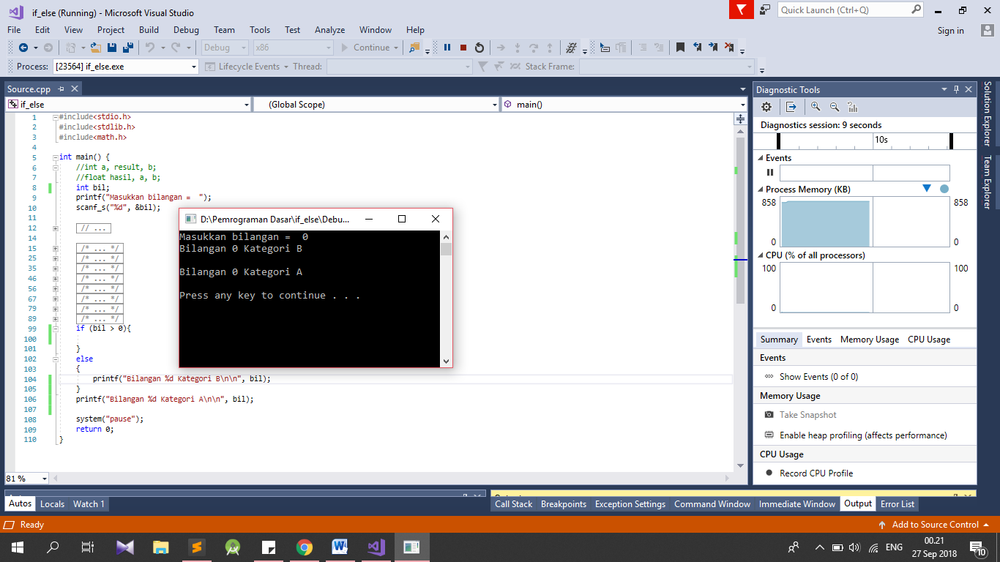 if_else (Running) - Microsoft Visual Studio
Quick Launch (Ctrl+Q)
File Edit View Project Build Debug Team Tools Test Analyze Window Help
Sign in
Debug x86 Continue
Process: [23564] if_else.exe Lifecycle Events Thread: Stack Frame:
Source.cpp
if_else (Global Scope) main()
1 #include<stdio.h>
2 #include<stdlib.h>
3 #include<math.h>
4
5 int main() {
6 //int a, result, b;
7 //float hasil, a, b;
8 int bil;
9 printf("Masukkan bilangan =  ");
10 scanf_s("%d", &bil);
11
12 // ...
14
15 /* ... */
25 /* ... */
35 /* ... */
46 /* ... */
56 /* ... */
67 /* ... */
79 /* ... */
89 /* ... */
99 if (bil > 0){
100
101 }
102 else
103 {
104 printf("Bilangan %d Kategori B\n\n", bil);
105 }
106 printf("Bilangan %d Kategori A\n\n", bil);
107
108 system("pause");
109 return 0;
110 }
81 %
D:\Pemrograman Dasar\if_else\Debu...
Masukkan bilangan =  0
Bilangan 0 Kategori B
Bilangan 0 Kategori A
Press any key to continue . . .
Diagnostic Tools
Diagnostics session: 9 seconds
10s
Events
Process Memory (KB)
858 858
0 0
CPU (% of all processors)
100 100
0 0
Summary Events Memory Usage CPU Usage
Events
Show Events (0 of 0)
Memory Usage
Take Snapshot
Enable heap profiling (affects performance)
CPU Usage
Record CPU Profile
Solution Explorer
Team Explorer
Autos Locals Watch 1
Call Stack Breakpoints Exception Settings Command Window Immediate Window Output Error List
Ready
Add to Source Control
ENG
00.21
27 Sep 2018
10